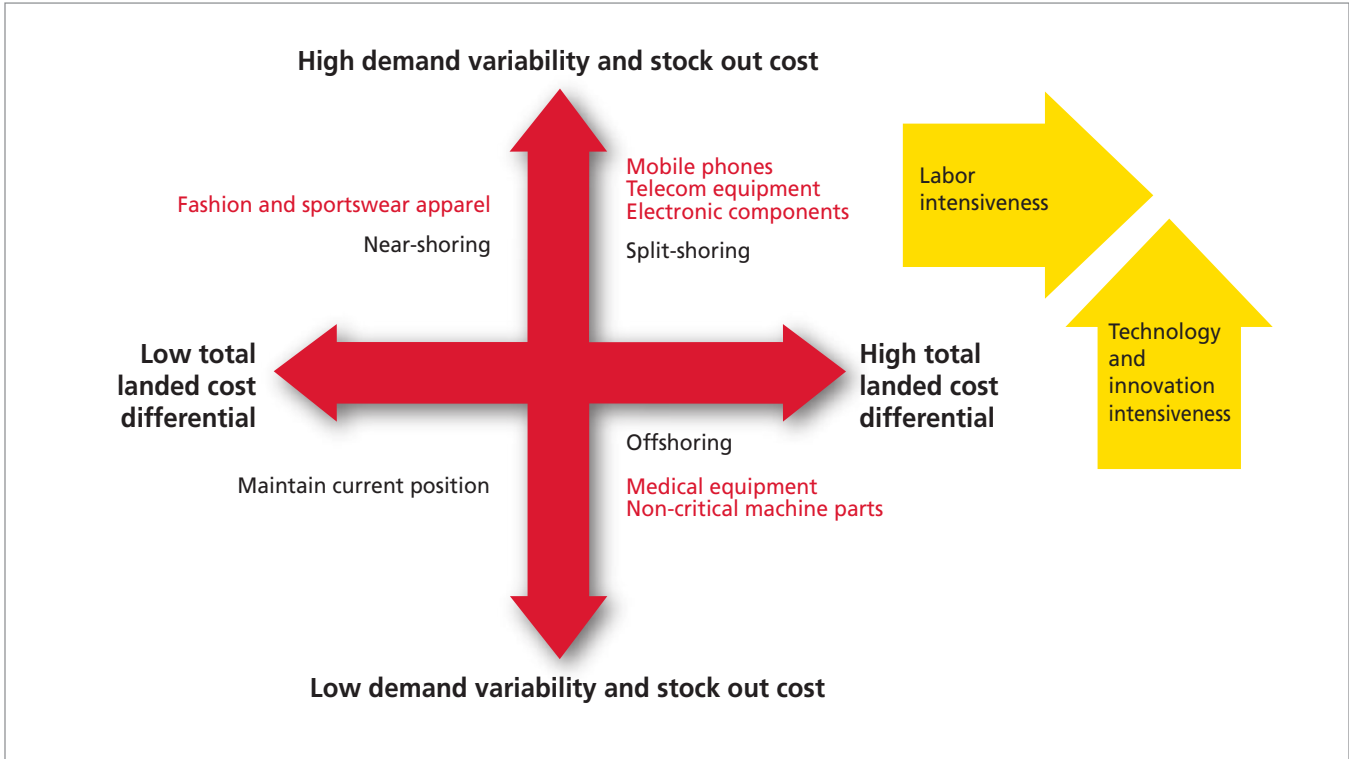 High demand variability and stock out cost
Fashion and sportswear apparel
Near-shoring
Mobile phones
Telecom equipment
Electronic components
Split-shoring
Labor
intensiveness
Low total
landed cost
differential
High total
landed cost
differential
Technology
and
innovation
intensiveness
Maintain current position
Offshoring
Medical equipment
Non-critical machine parts
Low demand variability and stock out cost